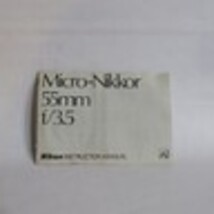 Micro-Nikkor
55mm
f/3.5
Nikon INSTRUCTION MANUAL